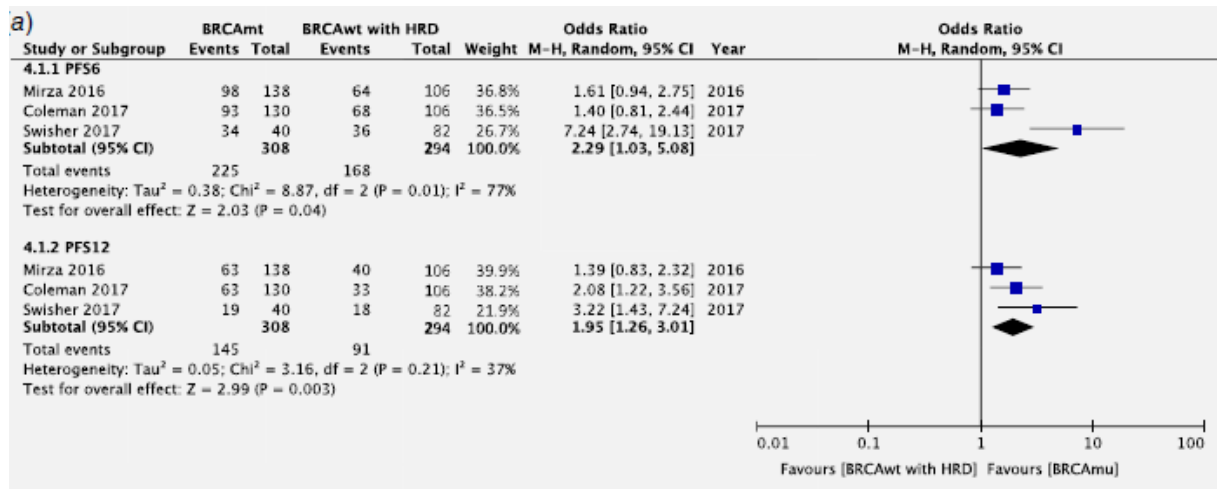 (a)
BRCAmt BRCAwt with HRD Odds Ratio Odds Ratio
Study or Subgroup Events Total Events Total Weight M-H, Random, 95% CI Year M-H, Random, 95% CI
4.1.1 PFS6
Mirza 2016 98 138 64 106 36.8% 1.61 [0.94, 2.75] 2016
Coleman 2017 93 130 68 106 36.5% 1.40 [0.81, 2.44] 2017
Swisher 2017 34 40 36 82 26.7% 7.24 [2.74, 19.13] 2017
Subtotal (95% CI) 308 294 100.0% 2.29 [1.03, 5.08]
Total events 225 168
Heterogeneity: Tau² = 0.38; Chi² = 8.87, df = 2 (P = 0.01); I² = 77%
Test for overall effect: Z = 2.03 (P = 0.04)
4.1.2 PFS12
Mirza 2016 63 138 40 106 39.9% 1.39 [0.83, 2.32] 2016
Coleman 2017 63 130 33 106 38.2% 2.08 [1.22, 3.56] 2017
Swisher 2017 19 40 18 82 21.9% 3.22 [1.43, 7.24] 2017
Subtotal (95% CI) 308 294 100.0% 1.95 [1.26, 3.01]
Total events 145 91
Heterogeneity: Tau² = 0.05; Chi² = 3.16, df = 2 (P = 0.21); I² = 37%
Test for overall effect: Z = 2.99 (P = 0.003)
0.01 0.1 1 10 100
Favours [BRCAwt with HRD] Favours [BRCAmu]